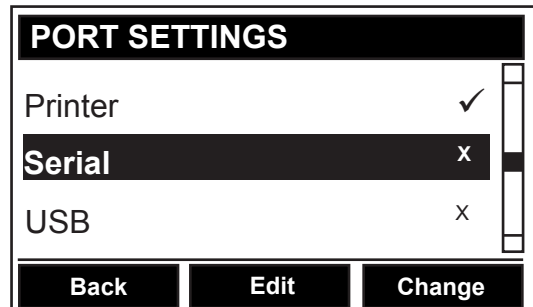 PORT SETTINGS
Printer ✓
Serial X
USB X
Back Edit Change